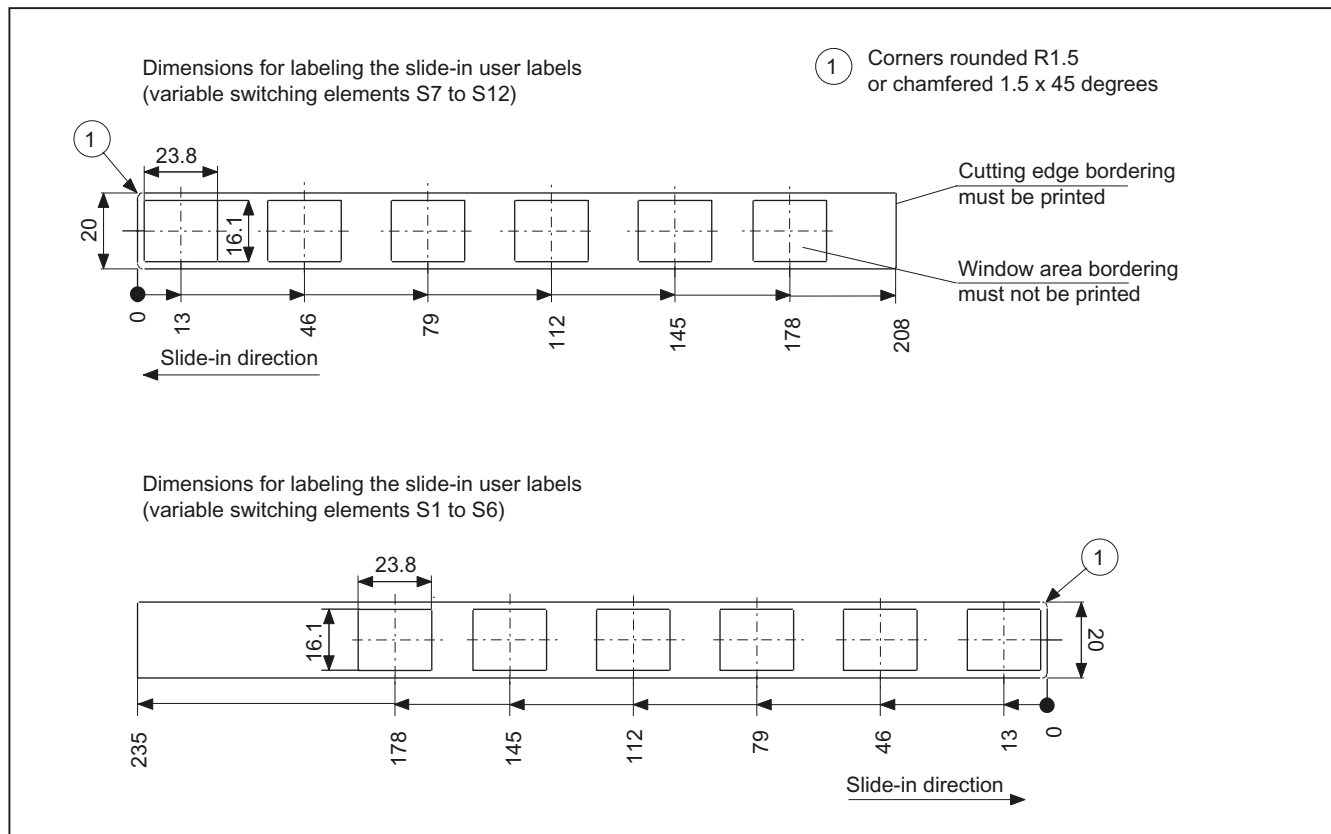 Dimensions for labeling the slide-in user labels
(variable switching elements S7 to S12)
1
Corners rounded R1.5
or chamfered 1.5 x 45 degrees
1
23.8
20
16.1
Cutting edge bordering
must be printed
Window area bordering
must not be printed
0
13
46
79
112
145
178
208
Slide-in direction
Dimensions for labeling the slide-in user labels
(variable switching elements S1 to S6)
23.8
1
16.1
20
235
178
145
112
79
46
13
0
Slide-in direction